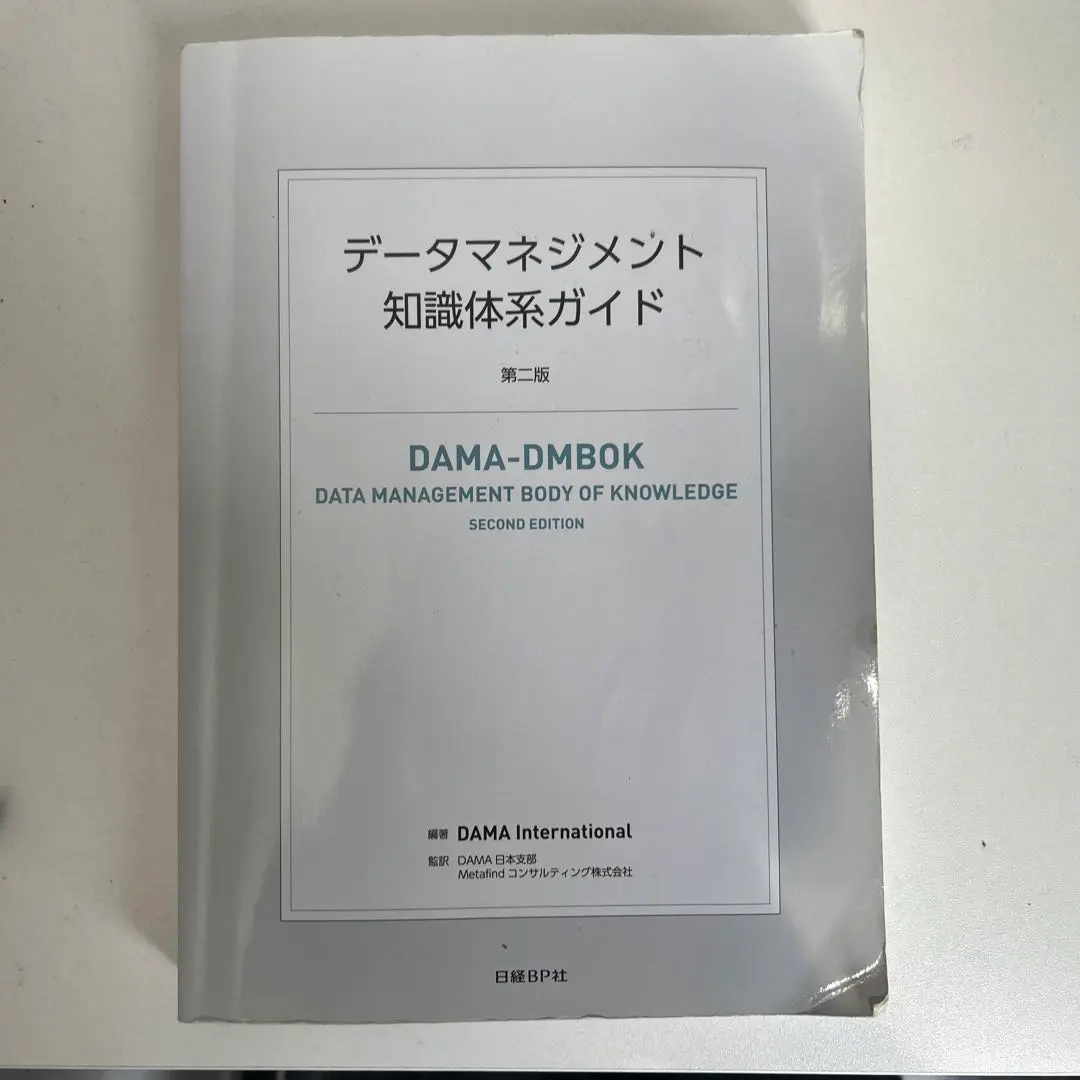 データマネジメント
知識体系ガイド
第二版
DAMA-DMBOK
DATA MANAGEMENT BODY OF KNOWLEDGE
SECOND EDITION
編著 DAMA International
監訳 DAMA 日本支部
Metafind コンサルティング株式会社
日経BP社